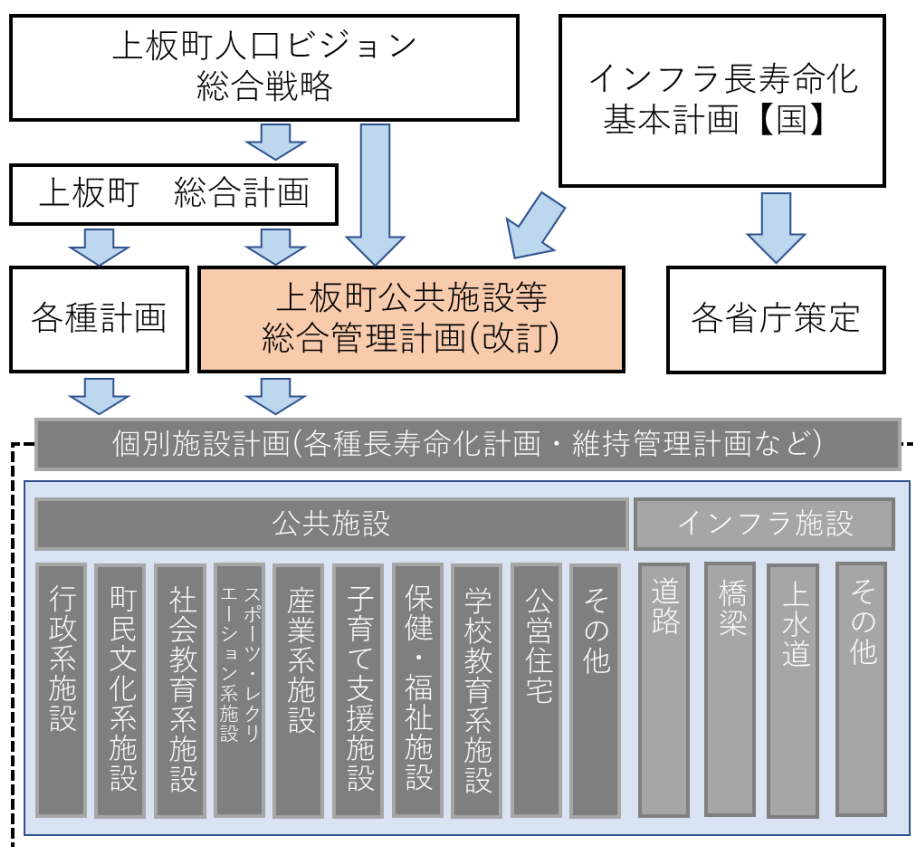 上板町人口ビジョン
総合戦略
インフラ長寿命化
基本計画【国】
上板町　総合計画
各種計画
上板町公共施設等
総合管理計画(改訂)
各省庁策定
個別施設計画(各種長寿命化計画・維持管理計画など)
公共施設
インフラ施設
行政系施設
町民文化系施設
社会教育系施設
スポーツ・レクリ
エーション系施設
産業系施設
子育て支援施設
保健・福祉施設
学校教育系施設
公営住宅
その他
道路
橋梁
上水道
その他